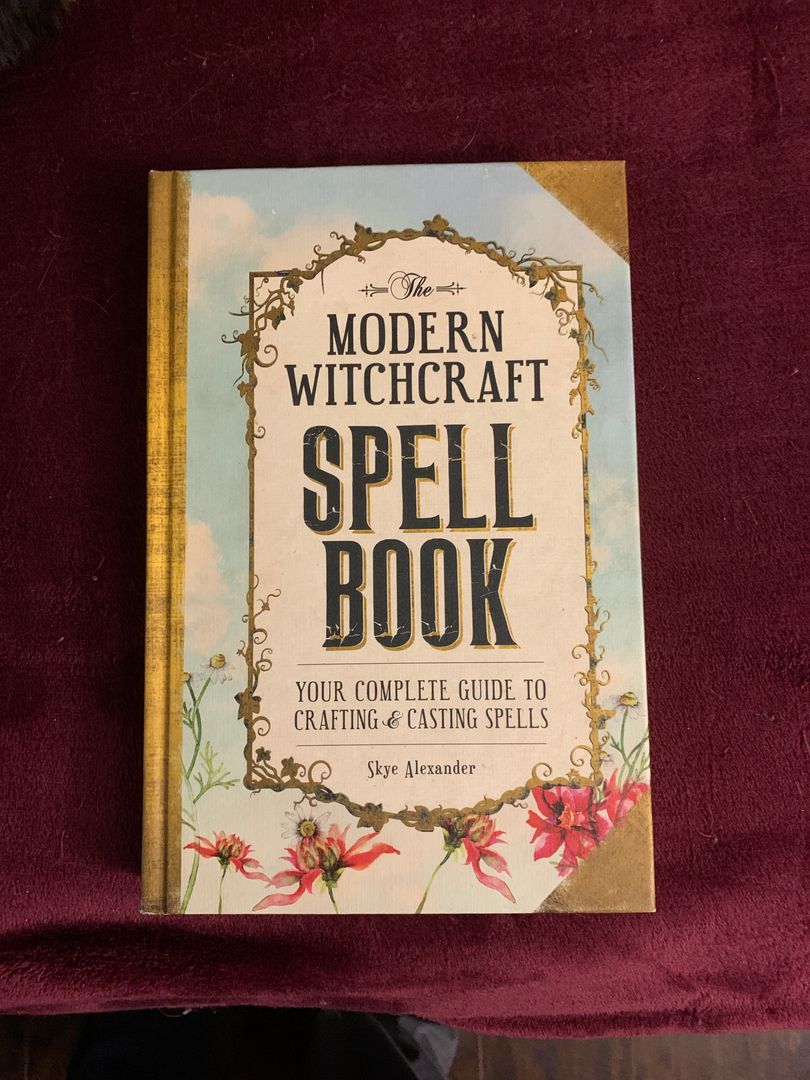 The
MODERN
WITCHCRAFT
SPELL
BOOK
YOUR COMPLETE GUIDE TO
CRAFTING & CASTING SPELLS
Skye Alexander